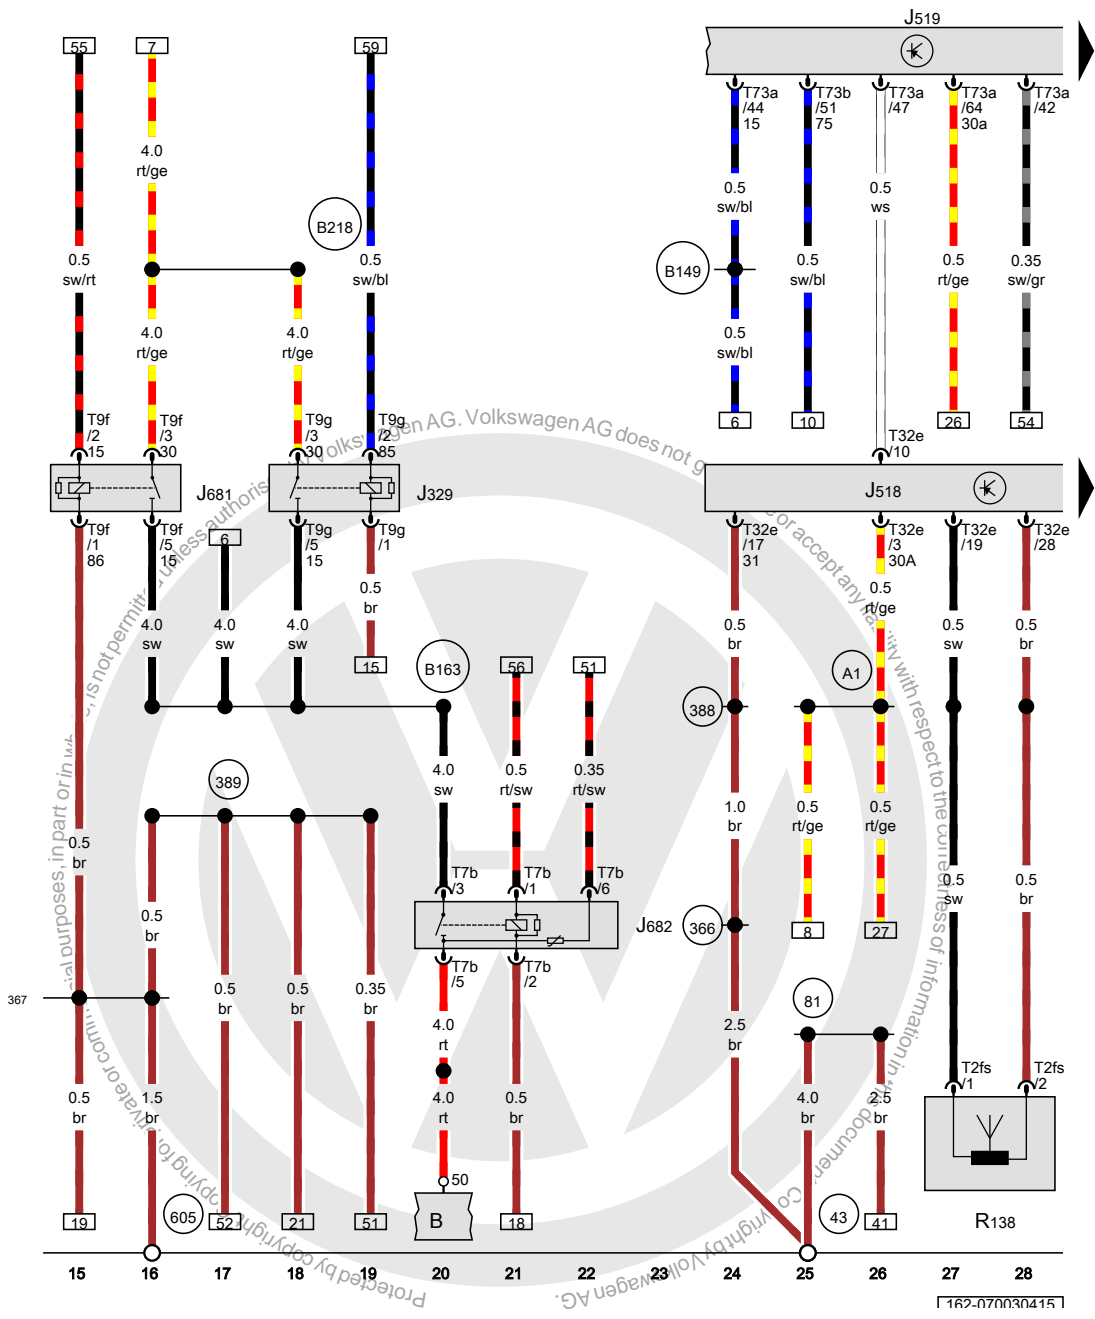 J519
55
7
59
T73a
/44
15
T73b
/51
75
T73a
/47
T73a
/64
30a
T73a
/42
4.0
rt/ge
0.5
sw/bl
0.5
ws
B218
0.5
sw/rt
0.5
sw/bl
B149
0.5
sw/bl
0.5
rt/ge
0.35
sw/gr
4.0
rt/ge
4.0
rt/ge
0.5
sw/bl
6
10
26
54
T9f
/2
15
T9f
/3
30
T9g
/3
30
T9g
/2
85
T32e
/10
J681
J329
J518
T9f
/1
86
T9f
/5
15
6
T9g
/5
15
T9g
/1
T32e
/17
31
T32e
/3
30A
T32e
/19
T32e
/28
0.5
br
0.5
rt/ge
4.0
sw
4.0
sw
4.0
sw
0.5
br
0.5
sw
0.5
br
15
B163
56
51
A1
388
4.0
sw
0.5
rt/sw
0.35
rt/sw
389
1.0
br
0.5
rt/ge
0.5
rt/ge
0.5
br
T7b
/3
T7b
/1
T7b
/6
0.5
sw
0.5
br
0.5
br
J682
366
8
27
T7b
/5
T7b
/2
367
0.5
br
0.5
br
0.35
br
81
4.0
rt
2.5
br
T2fs
/1
T2fs
/2
0.5
br
1.5
br
4.0
rt
0.5
br
4.0
br
2.5
br
50
19
605
52
21
51
B
18
43
41
R138
15
16
17
18
19
20
21
22
23
24
25
26
27
28
162-070030415